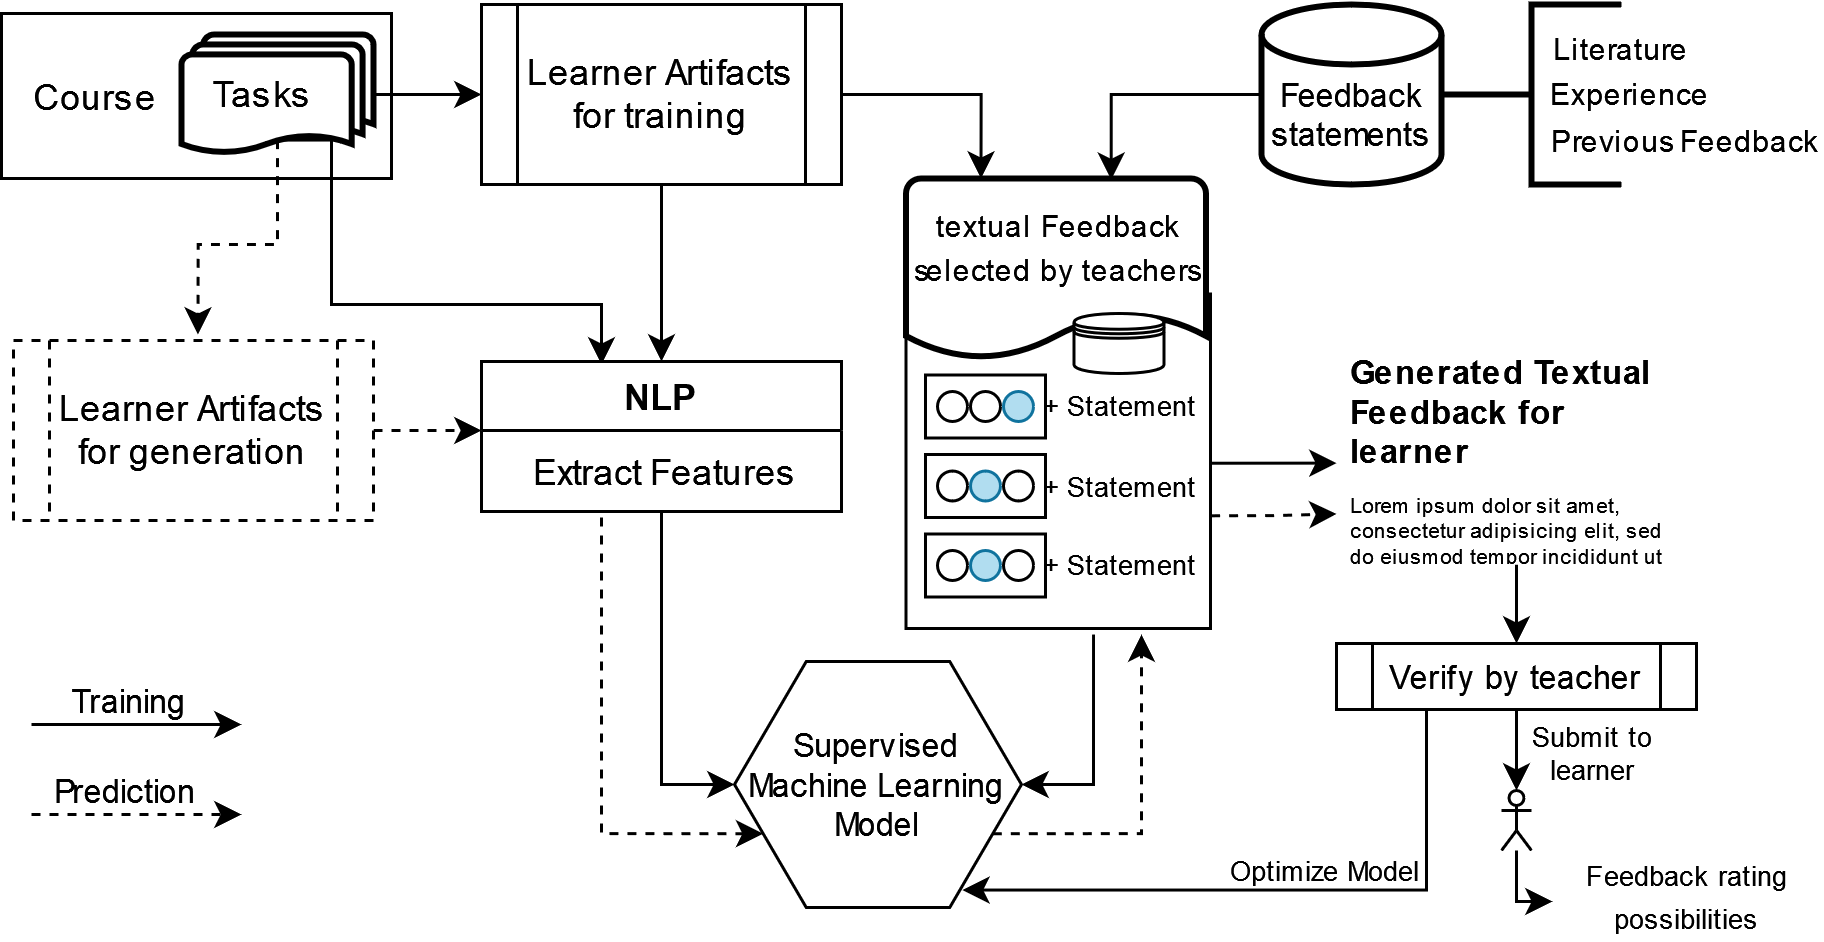 Course
Tasks
Learner Artifacts
for training
Feedback
statements
Literature
Experience
Previous Feedback
textual Feedback
selected by teachers
Learner Artifacts
for generation
NLP
Extract Features
+ Statement
+ Statement
+ Statement
Generated Textual
Feedback for
learner
Lorem ipsum dolor sit amet,
consectetur adipisicing elit, sed
do eiusmod tempor incididunt ut
Verify by teacher
Submit to
learner
Training
Prediction
Supervised
Machine Learning
Model
Optimize Model
Feedback rating
possibilities